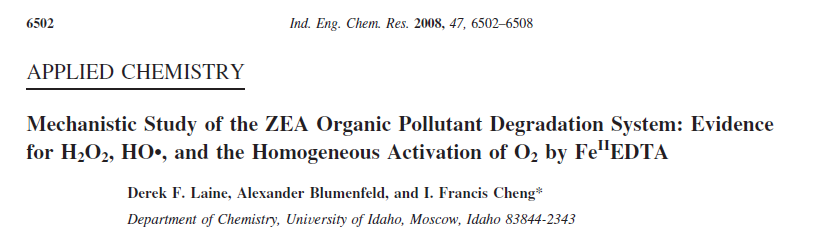 6502
Ind. Eng. Chem. Res. 2008, 47, 6502–6508
APPLIED CHEMISTRY
Mechanistic Study of the ZEA Organic Pollutant Degradation System: Evidence
for H₂O₂, HO•, and the Homogeneous Activation of O₂ by FeᴵᴵEDTA
Derek F. Laine, Alexander Blumenfeld, and I. Francis Cheng*
Department of Chemistry, University of Idaho, Moscow, Idaho 83844-2343